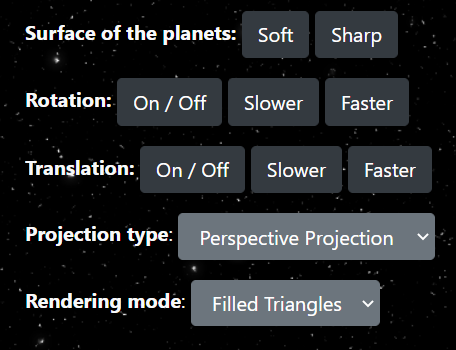 Surface of the planets: Soft Sharp
Rotation: On / Off Slower Faster
Translation: On / Off Slower Faster
Projection type: Perspective Projection
Rendering mode: Filled Triangles